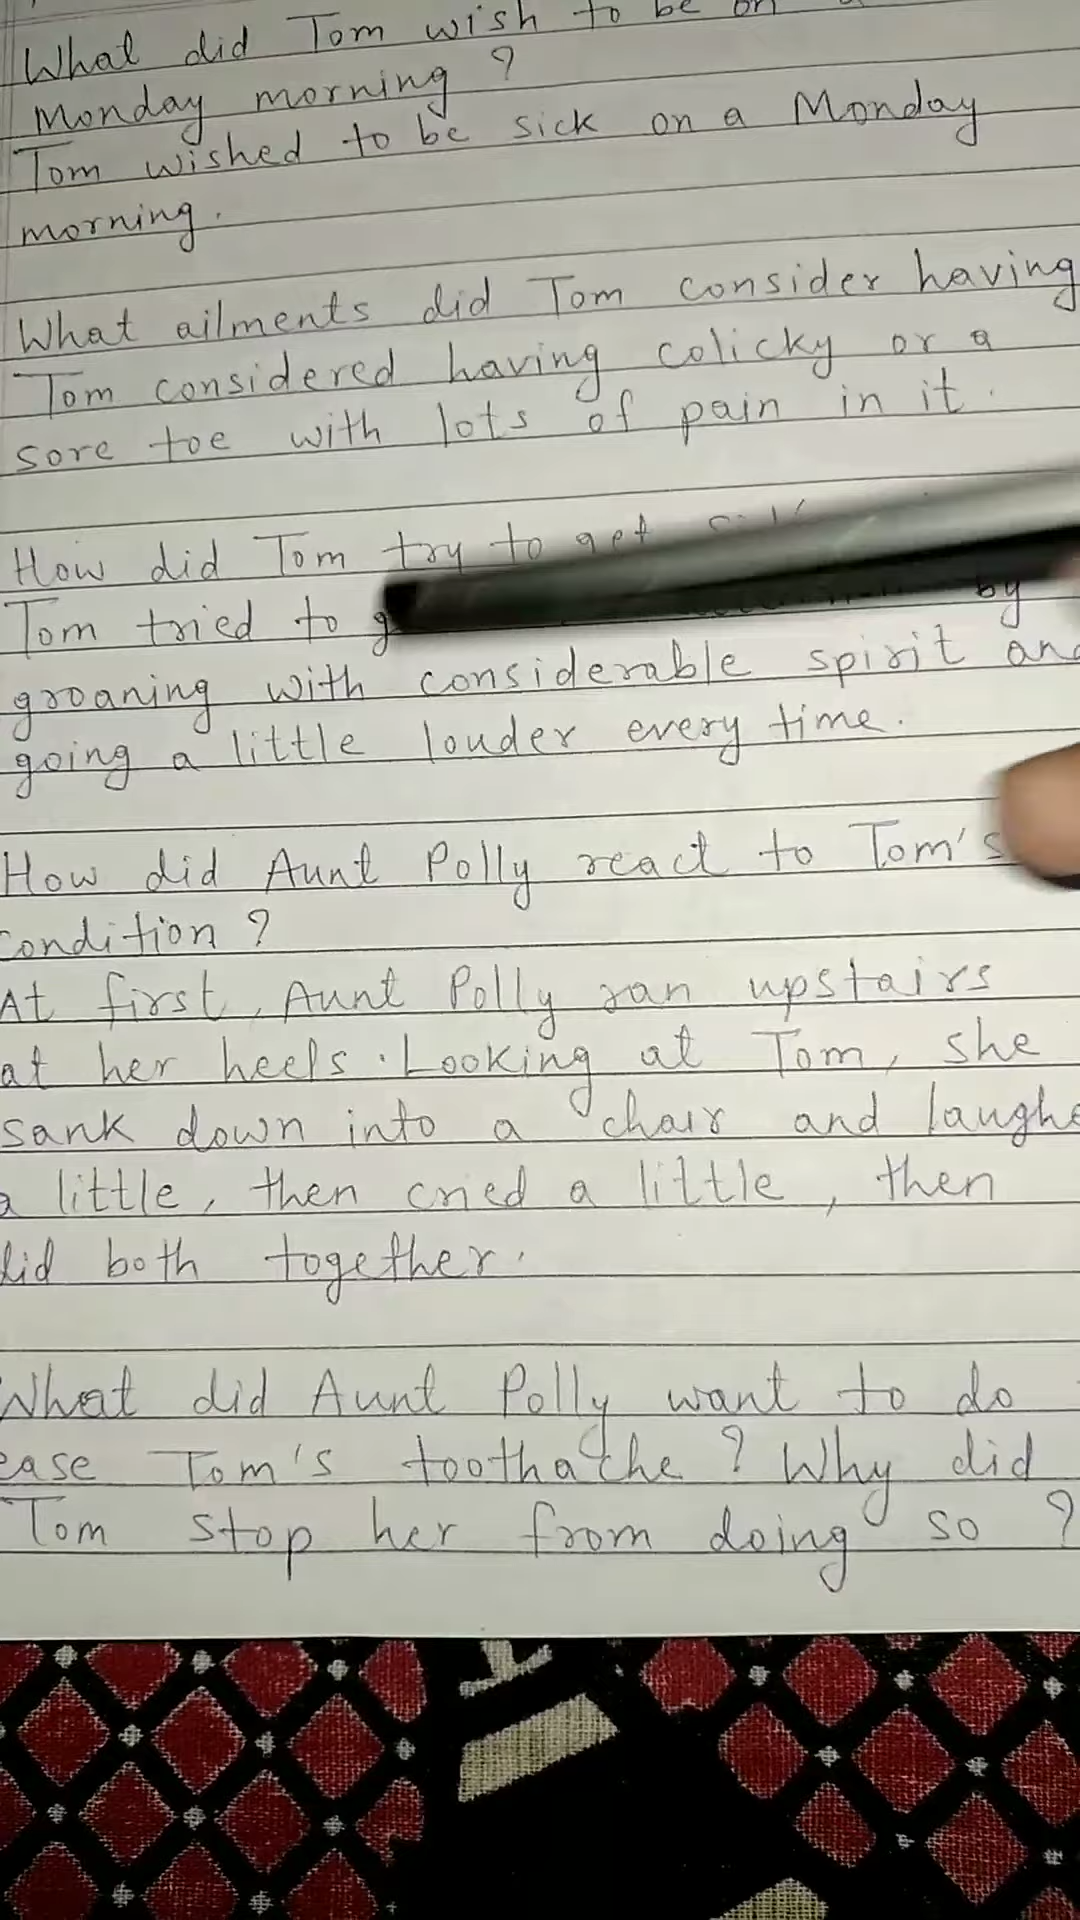 What did Tom wish to be on a
Monday morning ?
Tom wished to be sick on a Monday
morning.
What ailments did Tom consider having
Tom considered having colicky or a
sore toe with lots of pain in it.
How did Tom try to get
Tom tried to by
groaning with considerable spirit and
going a little louder every time.
How did Aunt Polly react to Tom's
condition ?
At first, Aunt Polly ran upstairs
at her heels. Looking at Tom, she
sank down into a chair and laughe
a little, then cried a little, then
did both together.
What did Aunt Polly want to do
ease Tom's toothache ? Why did
Tom stop her from doing so ?